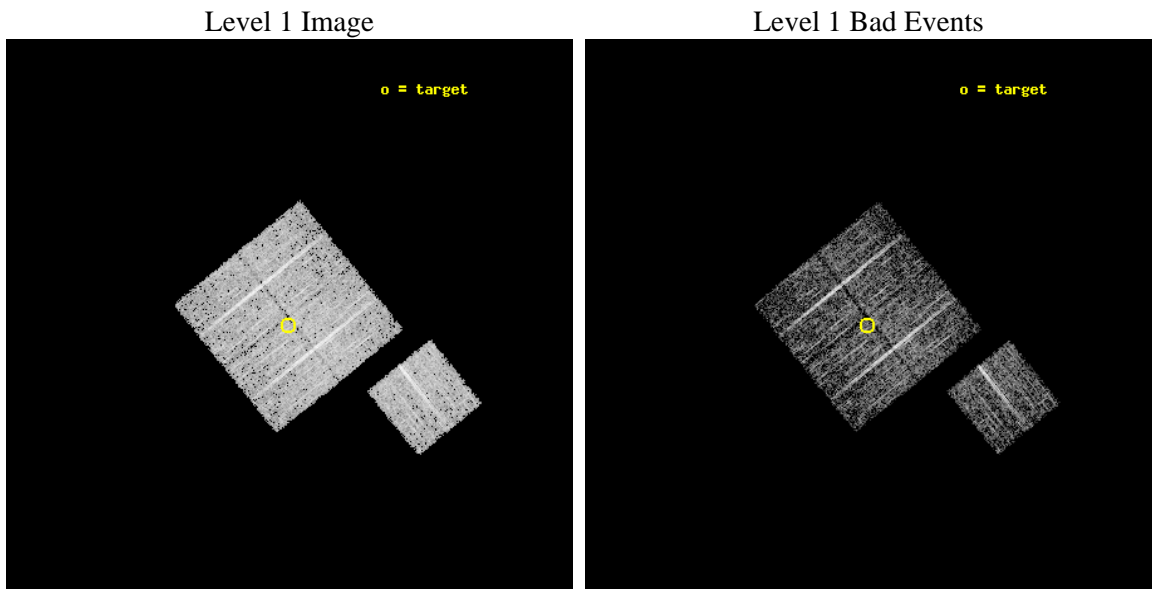 Level 1 Image
Level 1 Bad Events
o = target
o = target